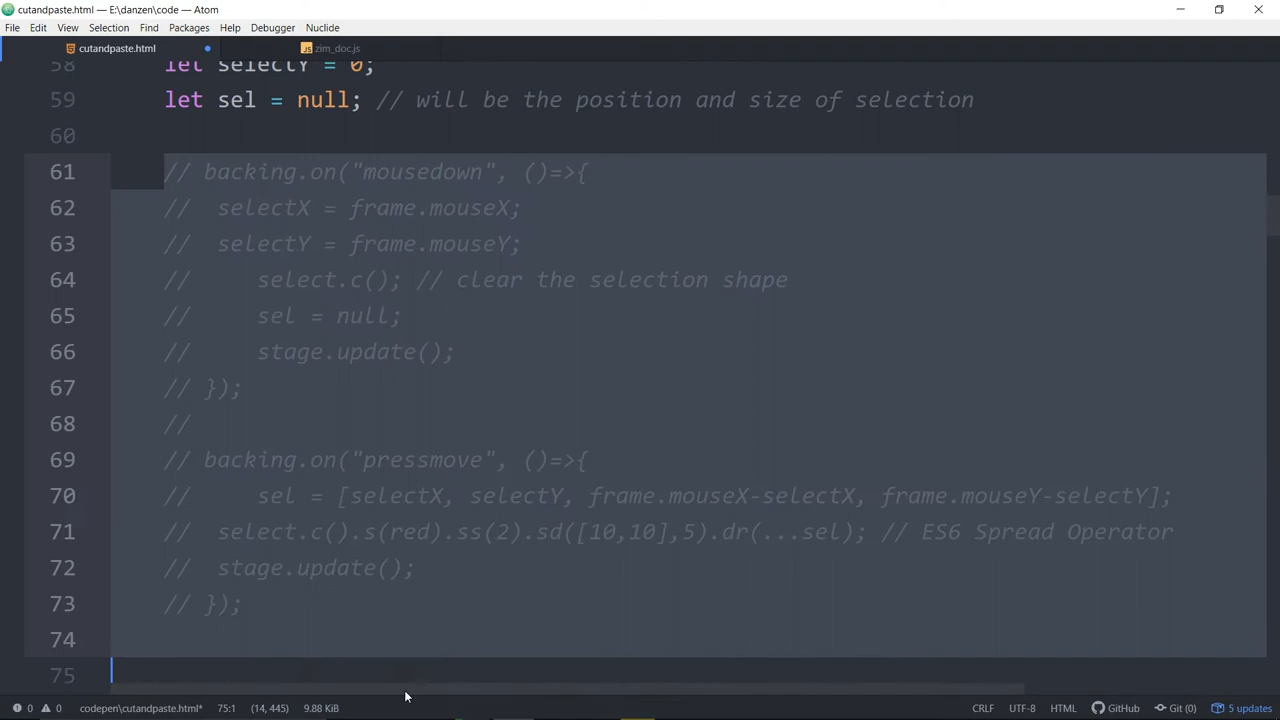 cutandpaste.html — E:\danzen\code — Atom
File Edit View Selection Find Packages Help Debugger Nuclide
cutandpaste.html zim_doc.js
58 let selectY = 0;
59 let sel = null; // will be the position and size of selection
60
61 // backing.on("mousedown", ()=>{
62 //  selectX = frame.mouseX;
63 //  selectY = frame.mouseY;
64 //     select.c(); // clear the selection shape
65 //     sel = null;
66 //     stage.update();
67 // });
68 //
69 // backing.on("pressmove", ()=>{
70 //     sel = [selectX, selectY, frame.mouseX-selectX, frame.mouseY-selectY];
71 //  select.c().s(red).ss(2).sd([10,10],5).dr(...sel); // ES6 Spread Operator
72 //  stage.update();
73 // });
74
75
0 0 codepen\cutandpaste.html* 75:1 (14, 445) 9.88 KiB CRLF UTF-8 HTML GitHub Git (0) 5 updates